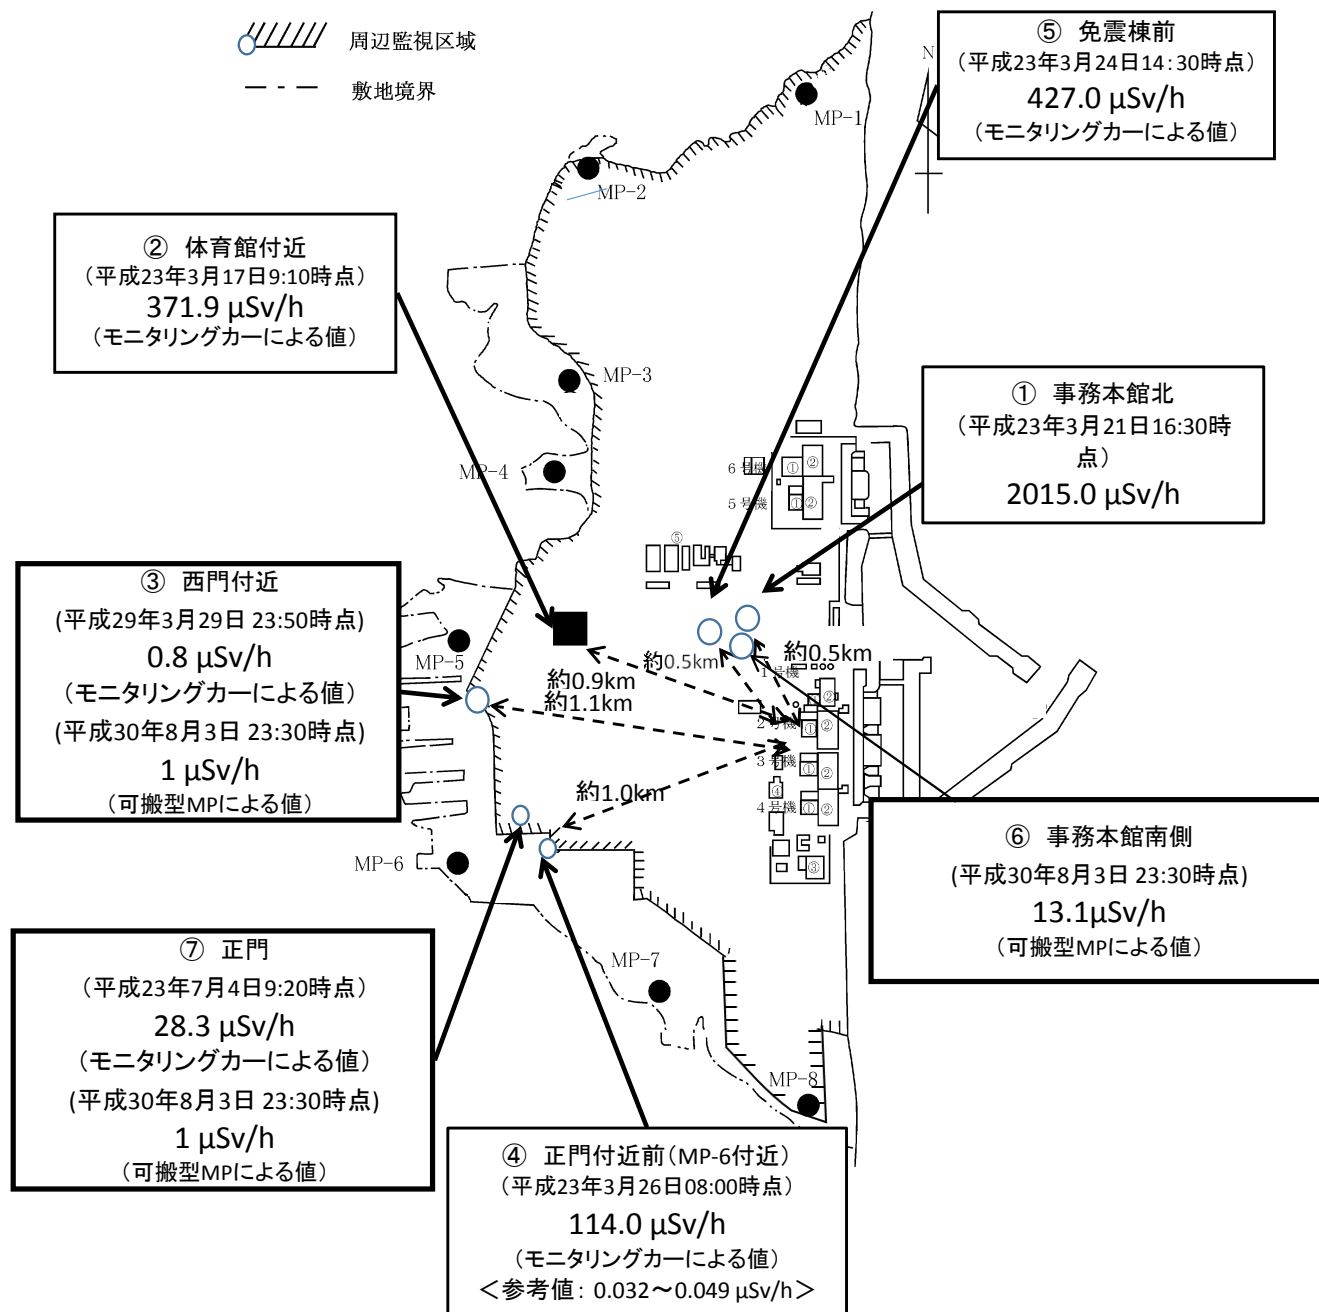 周辺監視区域
敷地境界
⑤ 免震棟前
(平成23年3月24日14:30時点)
427.0 μSv/h
(モニタリングカーによる値)
N
MP-1
MP-2
② 体育館付近
(平成23年3月17日9:10時点)
371.9 μSv/h
(モニタリングカーによる値)
MP-3
① 事務本館北
(平成23年3月21日16:30時
点)
2015.0 μSv/h
MP-4
6号機
①
②
5号機
①
②
⑤
③ 西門付近
(平成29年3月29日 23:50時点)
0.8 μSv/h
(モニタリングカーによる値)
(平成30年8月3日 23:30時点)
1 μSv/h
(可搬型MPによる値)
MP-5
約0.5km
約0.5km
約0.9km
約1.1km
1号機
②
2号機
①
②
3号機
①
②
④
4号機
①
②
③
約1.0km
MP-6
⑥ 事務本館南側
(平成30年8月3日 23:30時点)
13.1μSv/h
(可搬型MPによる値)
⑦ 正門
(平成23年7月4日9:20時点)
28.3 μSv/h
(モニタリングカーによる値)
(平成30年8月3日 23:30時点)
1 μSv/h
(可搬型MPによる値)
MP-7
MP-8
④ 正門付近前(MP-6付近)
(平成23年3月26日08:00時点)
114.0 μSv/h
(モニタリングカーによる値)
<参考値: 0.032～0.049 μSv/h>